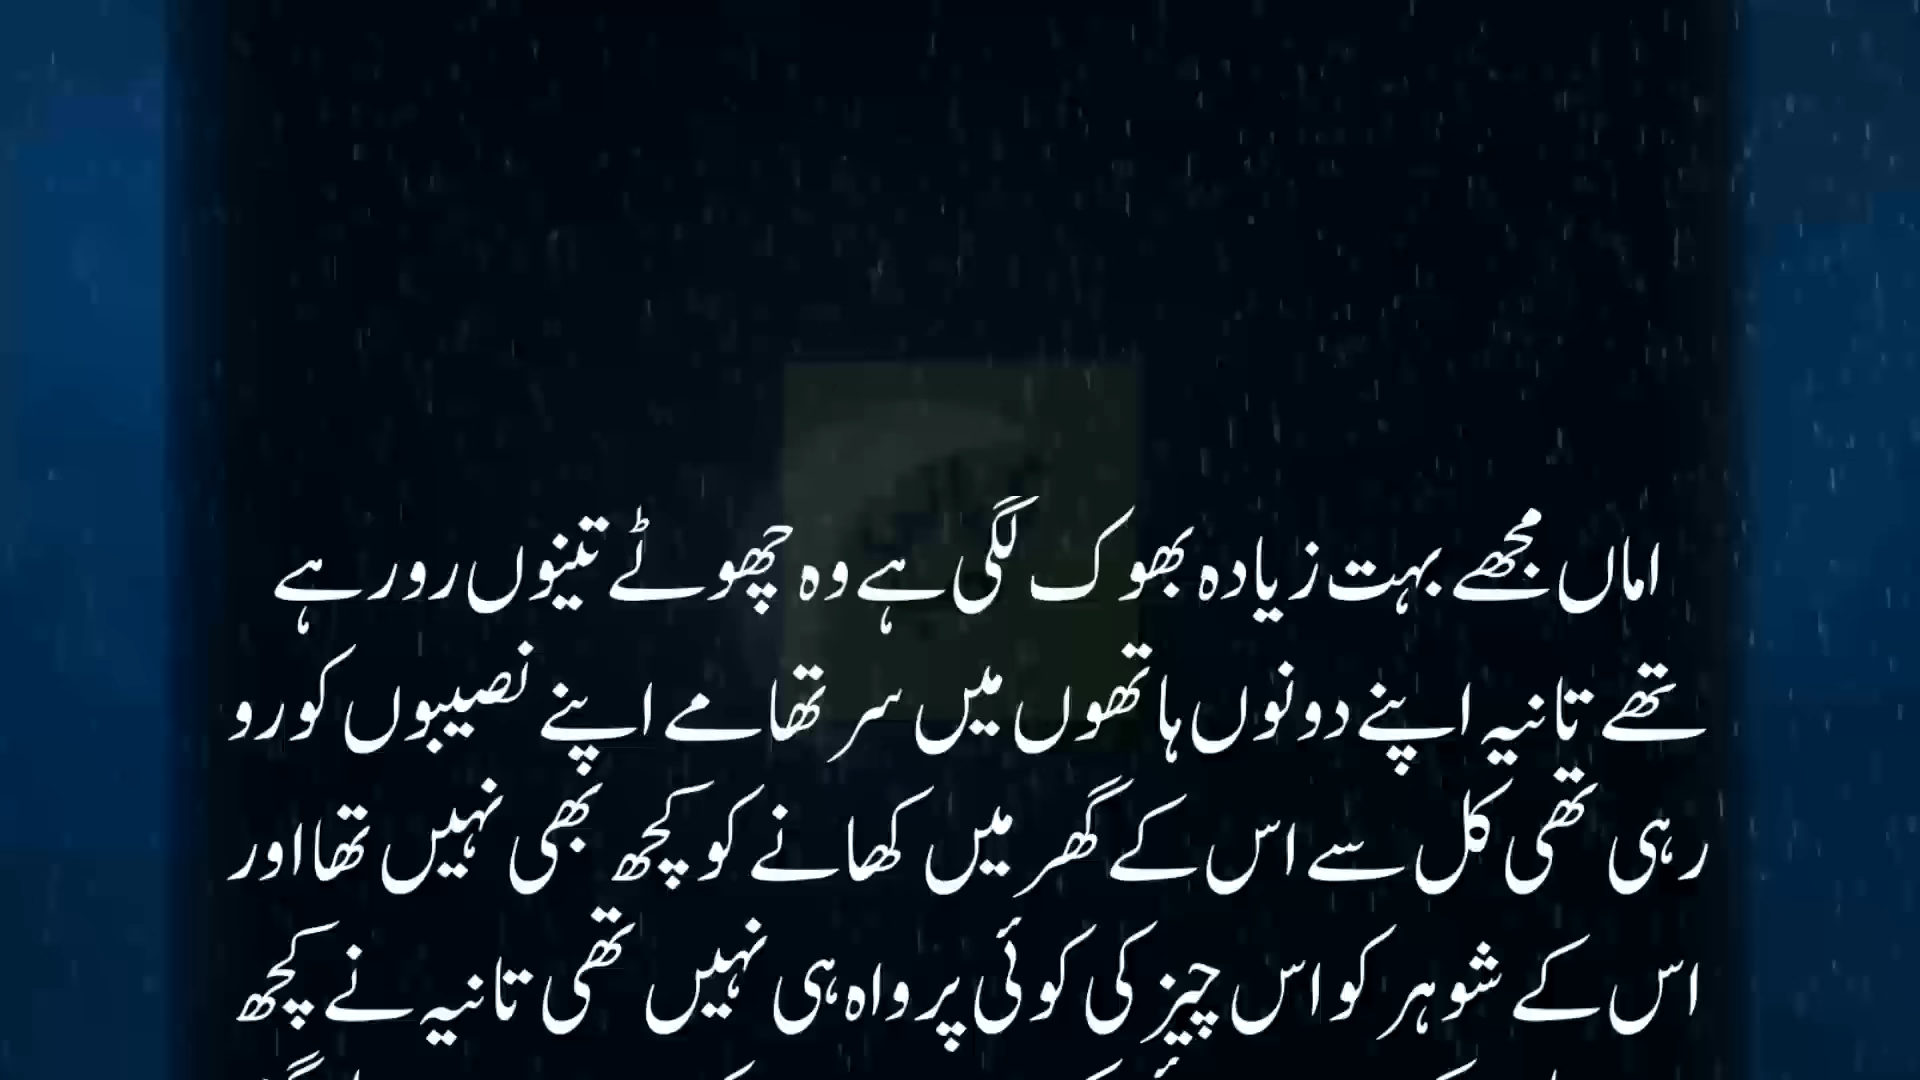 اماں مجھے بہت زیادہ بھوک لگی ہے وہ چھوٹے تینوں رو رہے
تھے تانیہ اپنے دونوں ہاتھوں میں سر تھامے اپنے نصیبوں کو رو
رہی تھی کل سے اس کے گھر میں کھانے کو کچھ بھی نہیں تھا اور
اس کے شوہر کو اس چیز کی کوئی پرواہ ہی نہیں تھی تانیہ نے کچھ